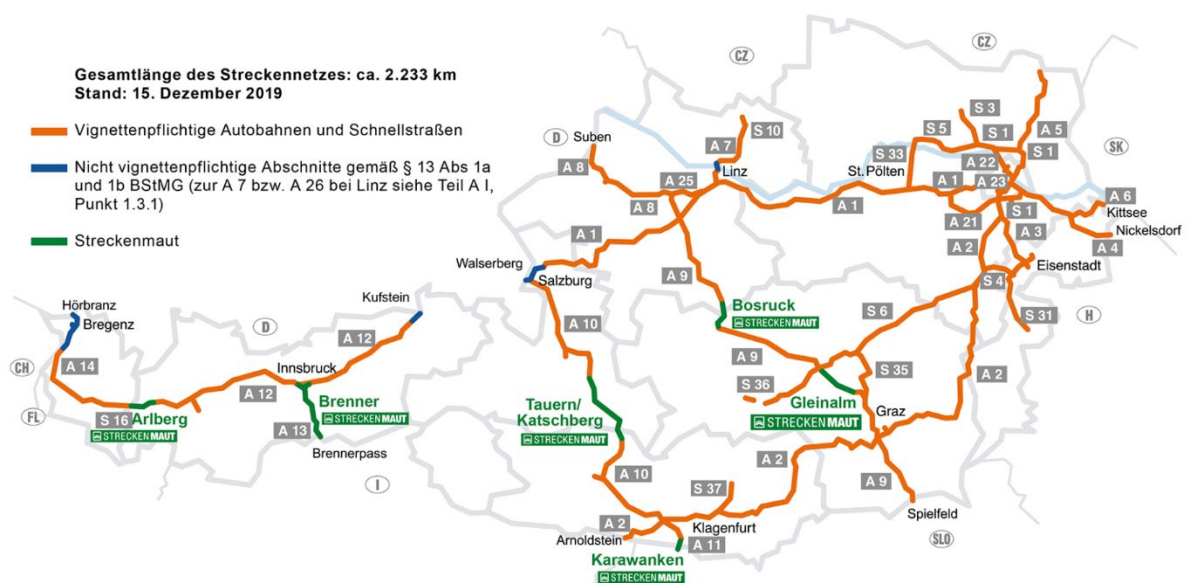 Gesamtlänge des Streckennetzes: ca. 2.233 km
Stand: 15. Dezember 2019
Vignettenpflichtige Autobahnen und Schnellstraßen
Nicht vignettenpflichtige Abschnitte gemäß § 13 Abs 1a
und 1b BStMG (zur A 7 bzw. A 26 bei Linz siehe Teil A I,
Punkt 1.3.1)
Streckenmaut
CZ
CZ
D
Suben
A 8
A 7
S 10
Linz
A 25
A 8
A 1
S 3
S 5
S 1
A 5
S 33
A 22
S 1
SK
St. Pölten
A 1
A 23
A 1
A 21
S 1
A 6
Kittsee
Nickelsdorf
A 3
A 4
A 2
Walserberg
Salzburg
A 9
Eisenstadt
S 4
Hörbranz
Bregenz
Kufstein
D
A 12
A 10
Bosruck
STRECKENMAUT
S 6
S 31
H
CH
A 14
Innsbruck
A 9
S 35
A 2
FL
S 16
Arlberg
STRECKENMAUT
A 12
Brenner
STRECKENMAUT
A 13
Brennerpass
Tauern/
Katschberg
STRECKENMAUT
S 36
Gleinalm
STRECKENMAUT
Graz
I
A 10
A 2
S 37
A 9
Spielfeld
SLO
A 2
Arnoldstein
Klagenfurt
A 11
Karawanken
STRECKENMAUT